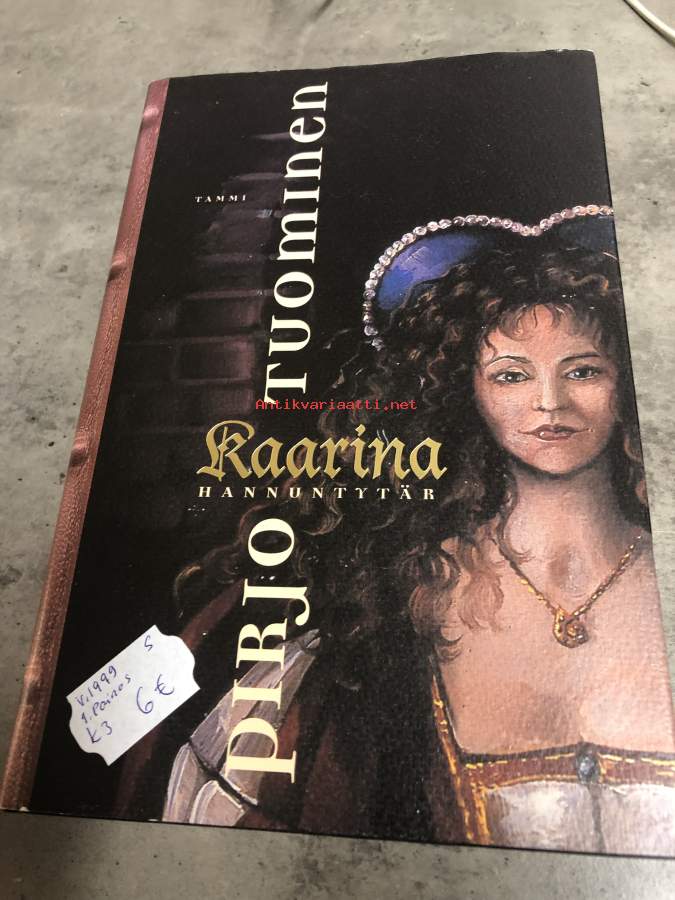 TAMMI
PIRJO TUOMINEN
Antikvariaatti.net
Kaarina
HANNUNTYTÄR
V.1999 S
1. Painos
K3 6€